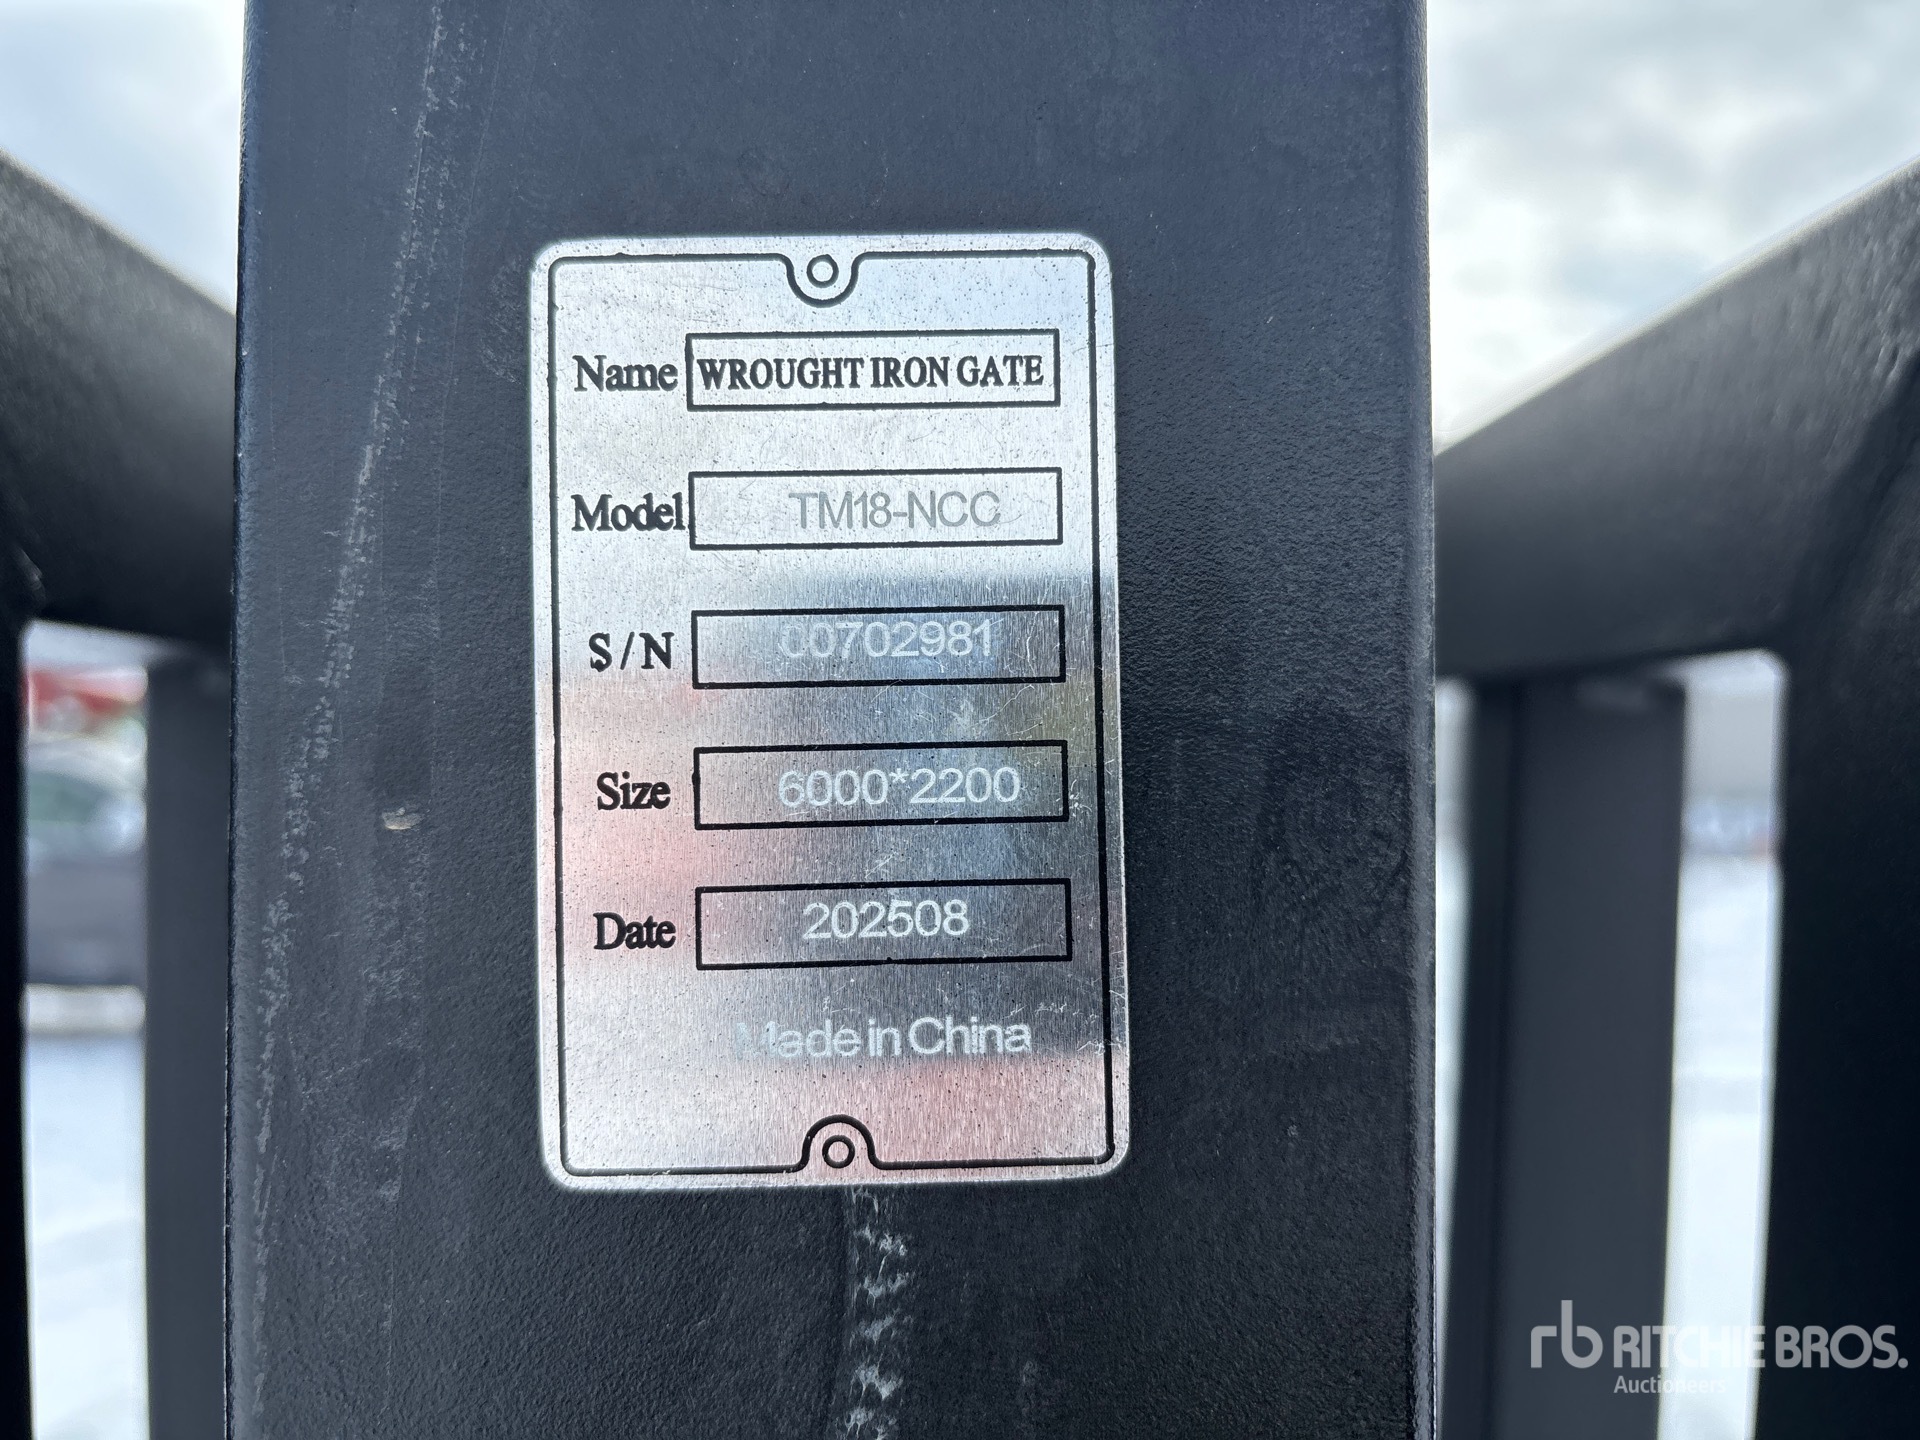 Name WROUGHT IRON GATE
Model TM18-NCC
S/N 00702981
Size 6000*2200
Date 202508
Made in China
rb RITCHIE BROS.
Auctioneers